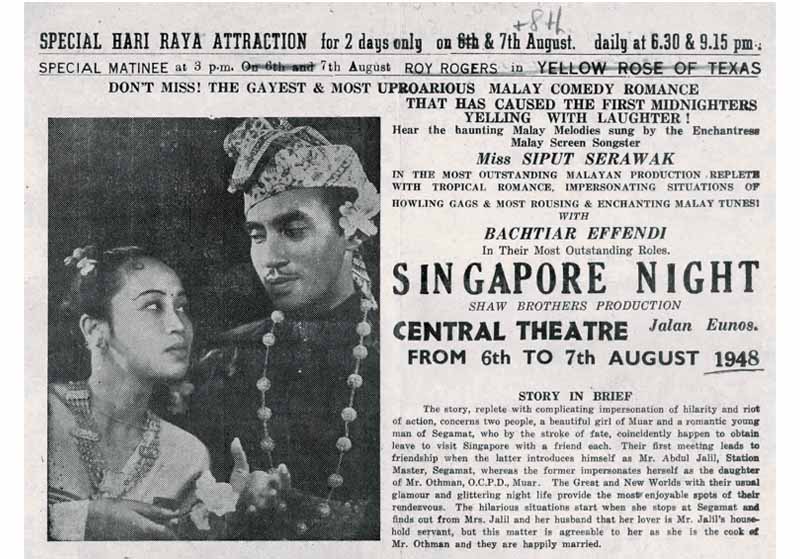 + 8th
SPECIAL HARI RAYA ATTRACTION for 2 days only on 6th & 7th August. daily at 6.30 & 9.15 pm.
SPECIAL MATINEE at 3 p.m. On 6th and 7th August ROY ROGERS in YELLOW ROSE OF TEXAS
DON'T MISS! THE GAYEST & MOST UPROARIOUS MALAY COMEDY ROMANCE
THAT HAS CAUSED THE FIRST MIDNIGHTERS
YELLING WITH LAUGHTER!
Hear the haunting Malay Melodies sung by the Enchantress
Malay Screen Songster
Miss SIPUT SERAWAK
IN THE MOST OUTSTANDING MALAYAN PRODUCTION REPLETE
WITH TROPICAL ROMANCE, IMPERSONATING SITUATIONS OF
HOWLING GAGS & MOST ROUSING & ENCHANTING MALAY TUNES!
WITH
BACHTIAR EFFENDI
In Their Most Outstanding Roles.
SINGAPORE NIGHT
SHAW BROTHERS PRODUCTION
CENTRAL THEATRE Jalan Eunos.
FROM 6th TO 7th AUGUST 1948
STORY IN BRIEF
The story, replete with complicating impersonation of hilarity and riot
of action, concerns two people, a beautiful girl of Muar and a romantic young
man of Segamat, who by the stroke of fate, coincidently happen to obtain
leave to visit Singapore with a friend each. Their first meeting leads to
friendship when the latter introduces himself as Mr. Abdul Jalil, Station
Master, Segamat, whereas the former impersonates herself as the daughter
of Mr. Othman, O.C.P.D., Muar. The Great and New Worlds with their usual
glamour and glittering night life provide the most enjoyable spots of their
rendezvous. The hilarious situations start when she stops at Segamat and
finds out from Mrs. Jalil and her husband that her lover is Mr. Jalil's house-
hold servant, but this matter is agreeable to her as she is the cook of
Mr. Othman and they are happily married.